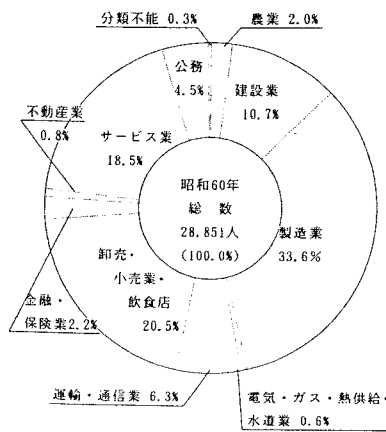 分類不能 0.3%
農業 2.0%
公務
4.5%
建設業
10.7%
不動産業
0.8%
サービス業
18.5%
昭和60年
総 数
28.851人
(100.0%)
製造業
33.6%
卸売・
小売業・
飲食店
20.5%
金融・
保険業2.2%
運輸・通信業 6.3%
電気・ガス・熱供給・
水道業 0.6%